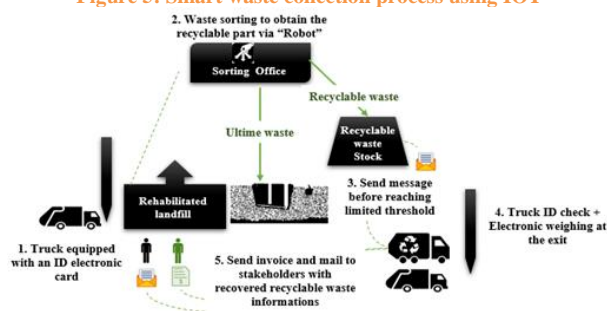 Figure 5: Smart waste collection process using IOT
2. Waste sorting to obtain the
recyclable part via “Robot”
Sorting Office
Recyclable waste
Ultime waste
Recyclable
waste
Stock
Rehabilitated
landfill
3. Send message
before reaching
limited threshold
4. Truck ID check +
Electronic weighing at
the exit
1. Truck equipped
with an ID electronic
card
5. Send invoice and mail to
stakeholders with
recovered recyclable waste
informations